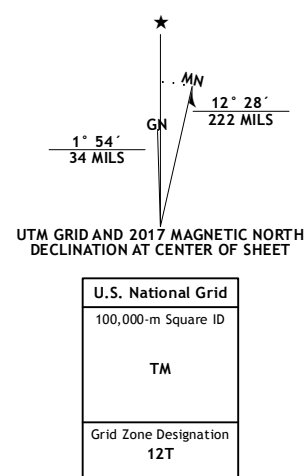 ★
MN
12° 28´
222 MILS
GN
1° 54´
34 MILS
UTM GRID AND 2017 MAGNETIC NORTH
DECLINATION AT CENTER OF SHEET
U.S. National Grid
100,000-m Square ID
TM
Grid Zone Designation
12T